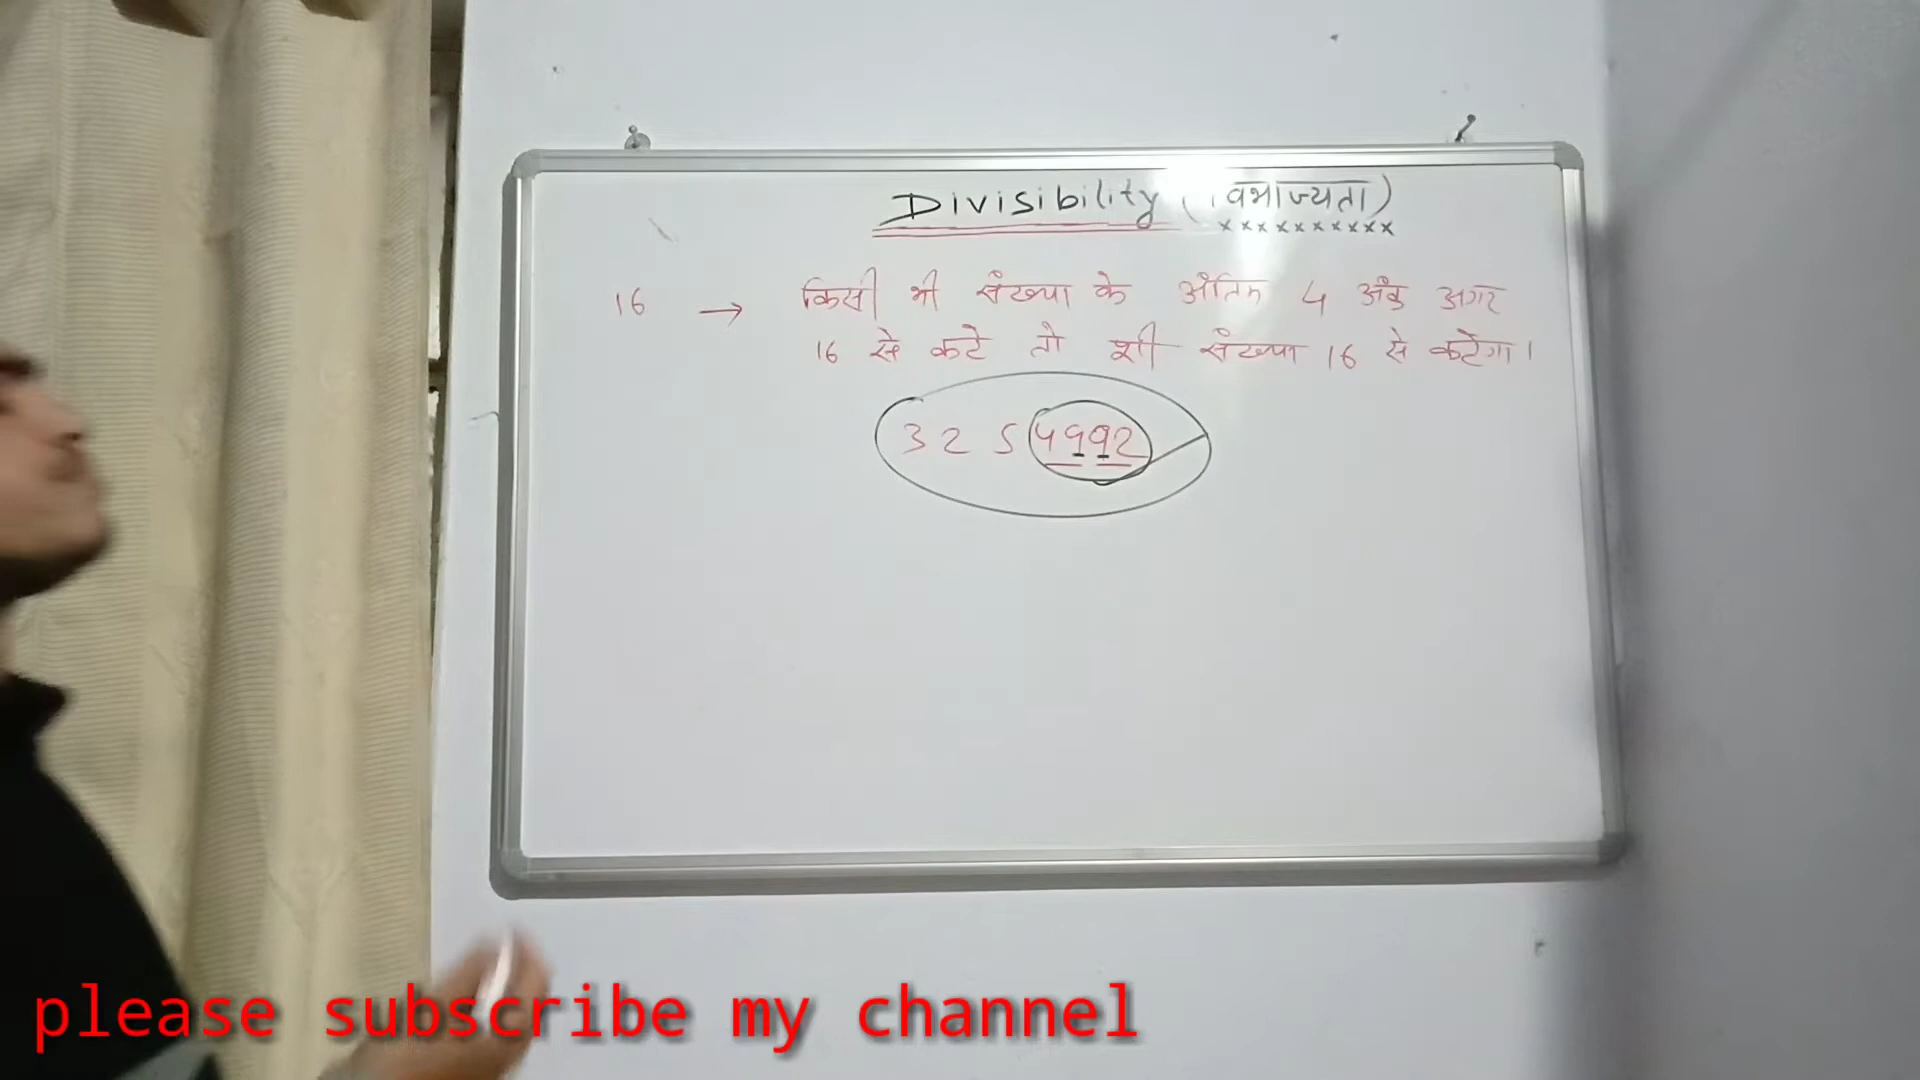 Divisibility (विभाज्यता)
××××××××××
16 → किसी भी संख्या के अंतिम 4 अंक अगर
16 से कटे तो पूरी संख्या 16 से कटेगा।
3 2 5 4992
please subscribe my channel